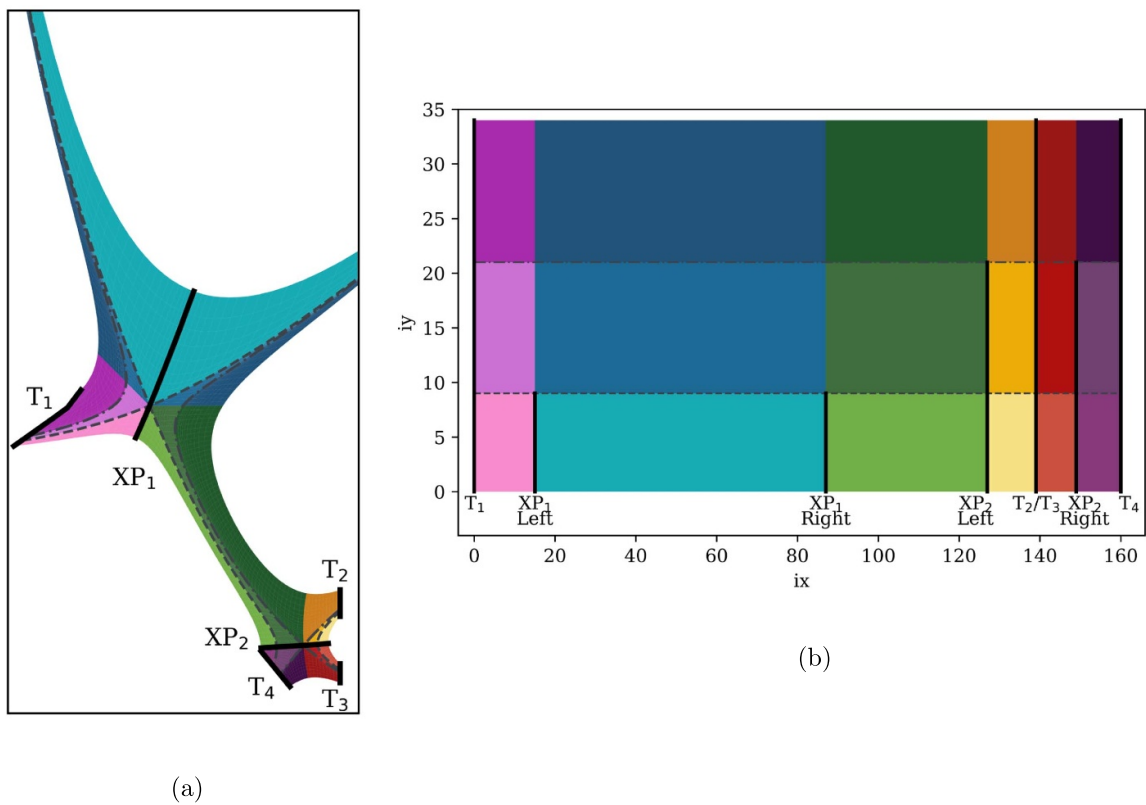 T₁
XP₁
T₂
XP₂
T₄
T₃
(a)
35
30
25
20
15
10
5
0
iy
T₁ XP₁ XP₁ XP₂ T₂/T₃ XP₂ T₄
Left Right Left Right
0 20 40 60 80 100 120 140 160
ix
(b)